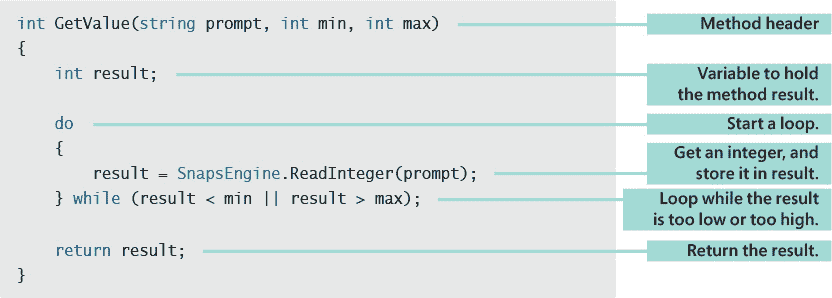 int GetValue(string prompt, int min, int max)
Method header
{
int result;
Variable to hold
the method result.
do
Start a loop.
{
result = SnapsEngine.ReadInteger(prompt);
Get an integer, and
store it in result.
} while (result < min || result > max);
Loop while the result
is too low or too high.
return result;
Return the result.
}